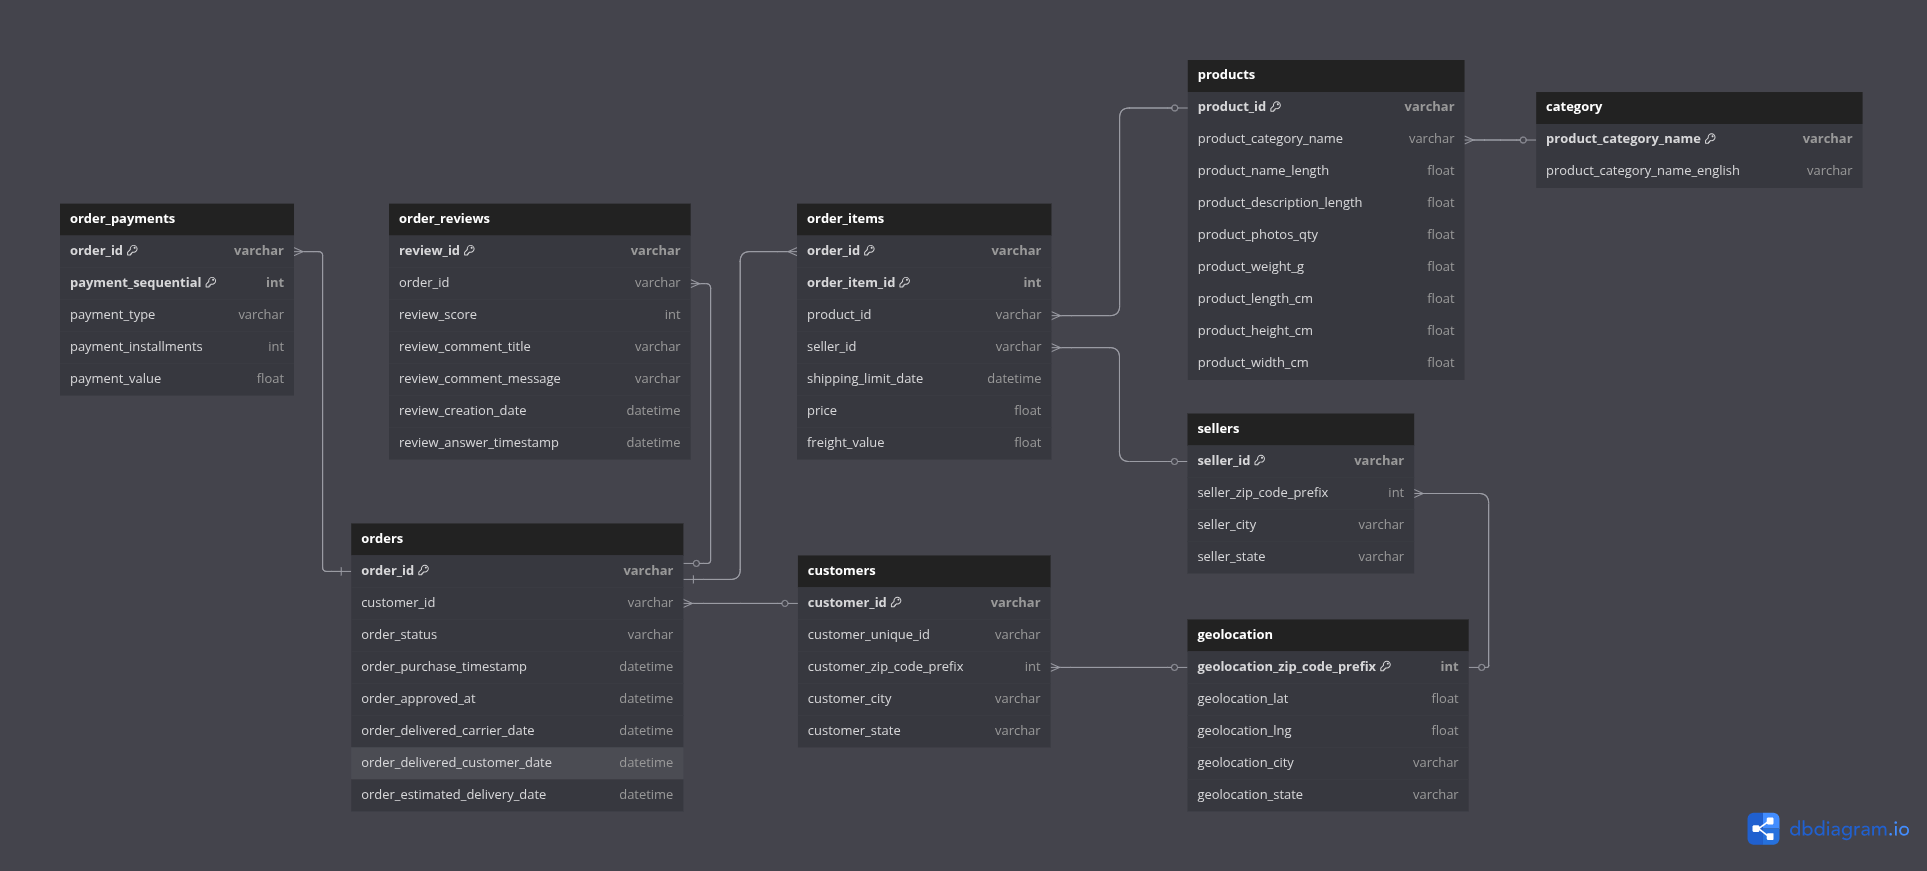 products
product_id varchar
product_category_name varchar
product_name_length float
product_description_length float
product_photos_qty float
product_weight_g float
product_length_cm float
product_height_cm float
product_width_cm float
category
product_category_name varchar
product_category_name_english varchar
order_payments
order_id varchar
payment_sequential int
payment_type varchar
payment_installments int
payment_value float
order_reviews
review_id varchar
order_id varchar
review_score int
review_comment_title varchar
review_comment_message varchar
review_creation_date datetime
review_answer_timestamp datetime
order_items
order_id varchar
order_item_id int
product_id varchar
seller_id varchar
shipping_limit_date datetime
price float
freight_value float
sellers
seller_id varchar
seller_zip_code_prefix int
seller_city varchar
seller_state varchar
orders
order_id varchar
customer_id varchar
order_status varchar
order_purchase_timestamp datetime
order_approved_at datetime
order_delivered_carrier_date datetime
order_delivered_customer_date datetime
order_estimated_delivery_date datetime
customers
customer_id varchar
customer_unique_id varchar
customer_zip_code_prefix int
customer_city varchar
customer_state varchar
geolocation
geolocation_zip_code_prefix int
geolocation_lat float
geolocation_lng float
geolocation_city varchar
geolocation_state varchar
dbdiagram.io